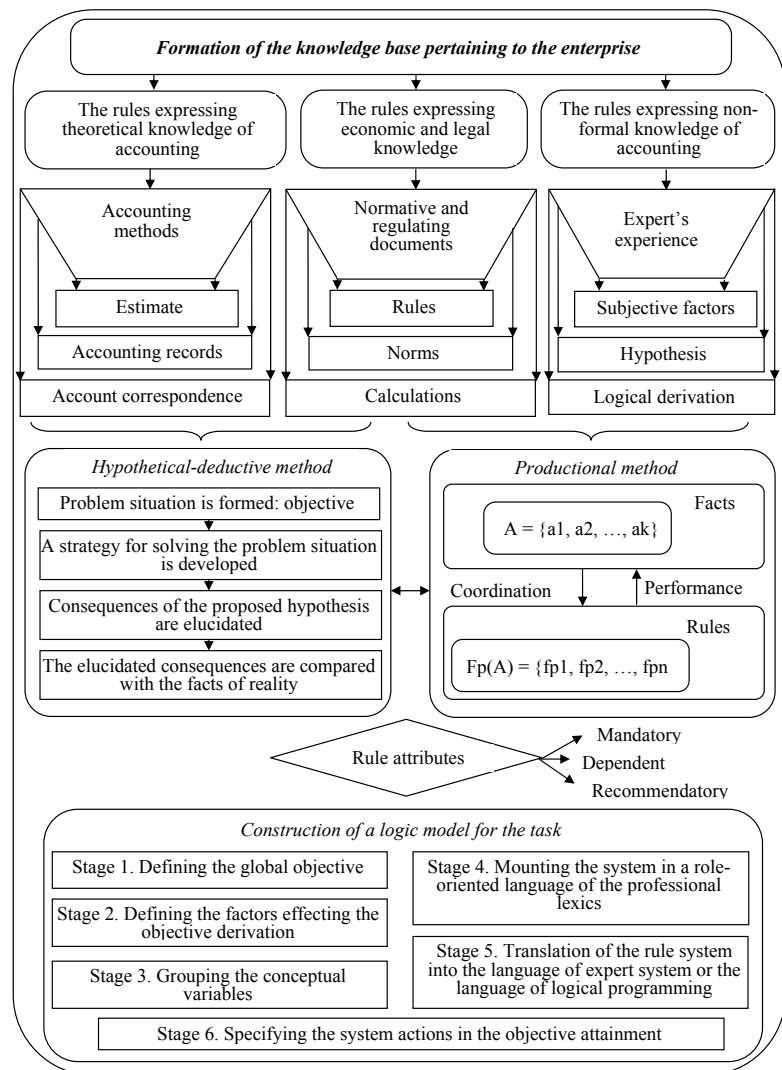 Formation of the knowledge base pertaining to the enterprise
The rules expressing
theoretical knowledge of
accounting
The rules expressing
economic and legal
knowledge
The rules expressing non-
formal knowledge of
accounting
Accounting
methods
Estimate
Accounting records
Account correspondence
Normative and
regulating
documents
Rules
Norms
Calculations
Expert's
experience
Subjective factors
Hypothesis
Logical derivation
Hypothetical-deductive method
Problem situation is formed: objective
A strategy for solving the problem situation
is developed
Consequences of the proposed hypothesis
are elucidated
The elucidated consequences are compared
with the facts of reality
Productional method
Facts
A = {a1, a2, …, ak}
Coordination
Performance
Rules
Fp(A) = {fp1, fp2, …, fpn
Rule attributes
Mandatory
Dependent
Recommendatory
Construction of a logic model for the task
Stage 1. Defining the global objective
Stage 2. Defining the factors effecting the
objective derivation
Stage 3. Grouping the conceptual
variables
Stage 4. Mounting the system in a role-
oriented language of the professional
lexics
Stage 5. Translation of the rule system
into the language of expert system or the
language of logical programming
Stage 6. Specifying the system actions in the objective attainment